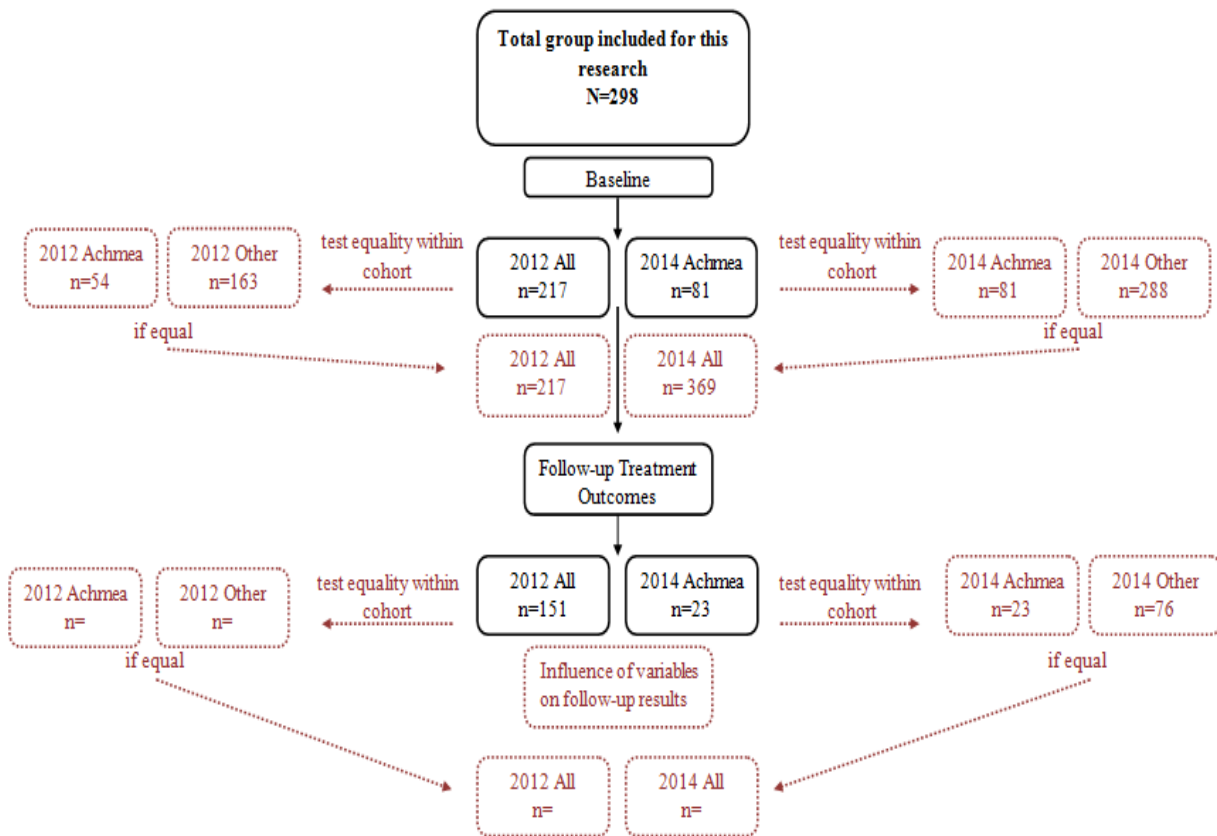 Total group included for this
research
N=298
Baseline
2012 Achmea
n=54
2012 Other
n=163
test equality within
cohort
2012 All
n=217
2014 Achmea
n=81
test equality within
cohort
2014 Achmea
n=81
2014 Other
n=288
if equal
2012 All
n=217
2014 All
n= 369
if equal
Follow-up Treatment
Outcomes
2012 Achmea
n=
2012 Other
n=
test equality within
cohort
2012 All
n=151
2014 Achmea
n=23
test equality within
cohort
2014 Achmea
n=23
2014 Other
n=76
if equal
Influence of variables
on follow-up results
if equal
2012 All
n=
2014 All
n=